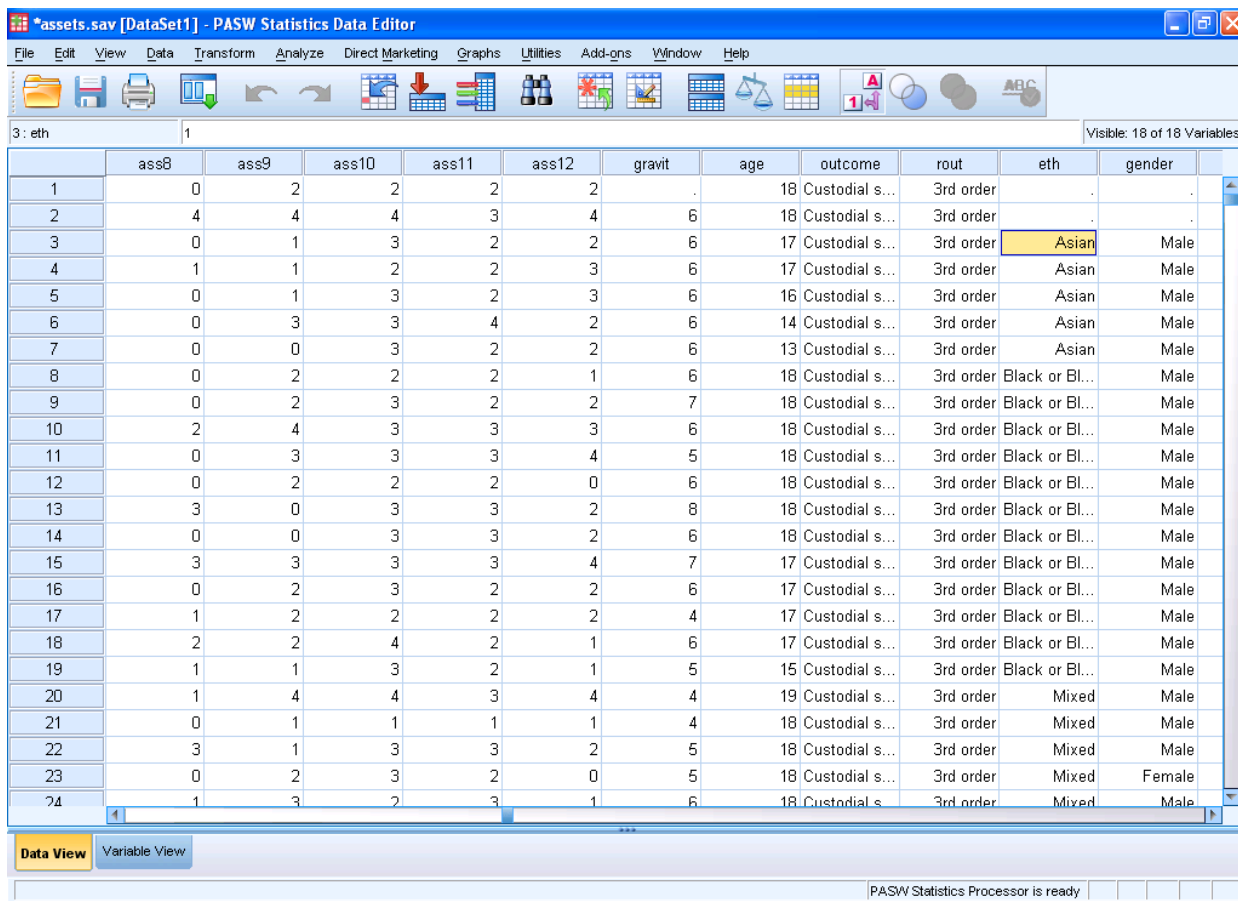 *assets.sav [DataSet1] - PASW Statistics Data Editor
File Edit View Data Transform Analyze Direct Marketing Graphs Utilities Add-ons Window Help
A
1
ABC
3 : eth 1 Visible: 18 of 18 Variables
ass8 ass9 ass10 ass11 ass12 gravit age outcome rout eth gender
1 0 2 2 2 2 . 18 Custodial s... 3rd order . .
2 4 4 4 3 4 6 18 Custodial s... 3rd order . .
3 0 1 3 2 2 6 17 Custodial s... 3rd order Asian Male
4 1 1 2 2 3 6 17 Custodial s... 3rd order Asian Male
5 0 1 3 2 3 6 16 Custodial s... 3rd order Asian Male
6 0 3 3 4 2 6 14 Custodial s... 3rd order Asian Male
7 0 0 3 2 2 6 13 Custodial s... 3rd order Asian Male
8 0 2 2 2 1 6 18 Custodial s... 3rd order Black or Bl... Male
9 0 2 3 2 2 7 18 Custodial s... 3rd order Black or Bl... Male
10 2 4 3 3 3 6 18 Custodial s... 3rd order Black or Bl... Male
11 0 3 3 3 4 5 18 Custodial s... 3rd order Black or Bl... Male
12 0 2 2 2 0 6 18 Custodial s... 3rd order Black or Bl... Male
13 3 0 3 3 2 8 18 Custodial s... 3rd order Black or Bl... Male
14 0 0 3 3 2 6 18 Custodial s... 3rd order Black or Bl... Male
15 3 3 3 3 4 7 17 Custodial s... 3rd order Black or Bl... Male
16 0 2 3 2 2 6 17 Custodial s... 3rd order Black or Bl... Male
17 1 2 2 2 2 4 17 Custodial s... 3rd order Black or Bl... Male
18 2 2 4 2 1 6 17 Custodial s... 3rd order Black or Bl... Male
19 1 1 3 2 1 5 15 Custodial s... 3rd order Black or Bl... Male
20 1 4 4 3 4 4 19 Custodial s... 3rd order Mixed Male
21 0 1 1 1 1 4 18 Custodial s... 3rd order Mixed Male
22 3 1 3 3 2 5 18 Custodial s... 3rd order Mixed Male
23 0 2 3 2 0 5 18 Custodial s... 3rd order Mixed Female
24 1 3 2 3 1 6 18 Custodial s... 3rd order Mixed Male
Data View Variable View
PASW Statistics Processor is ready